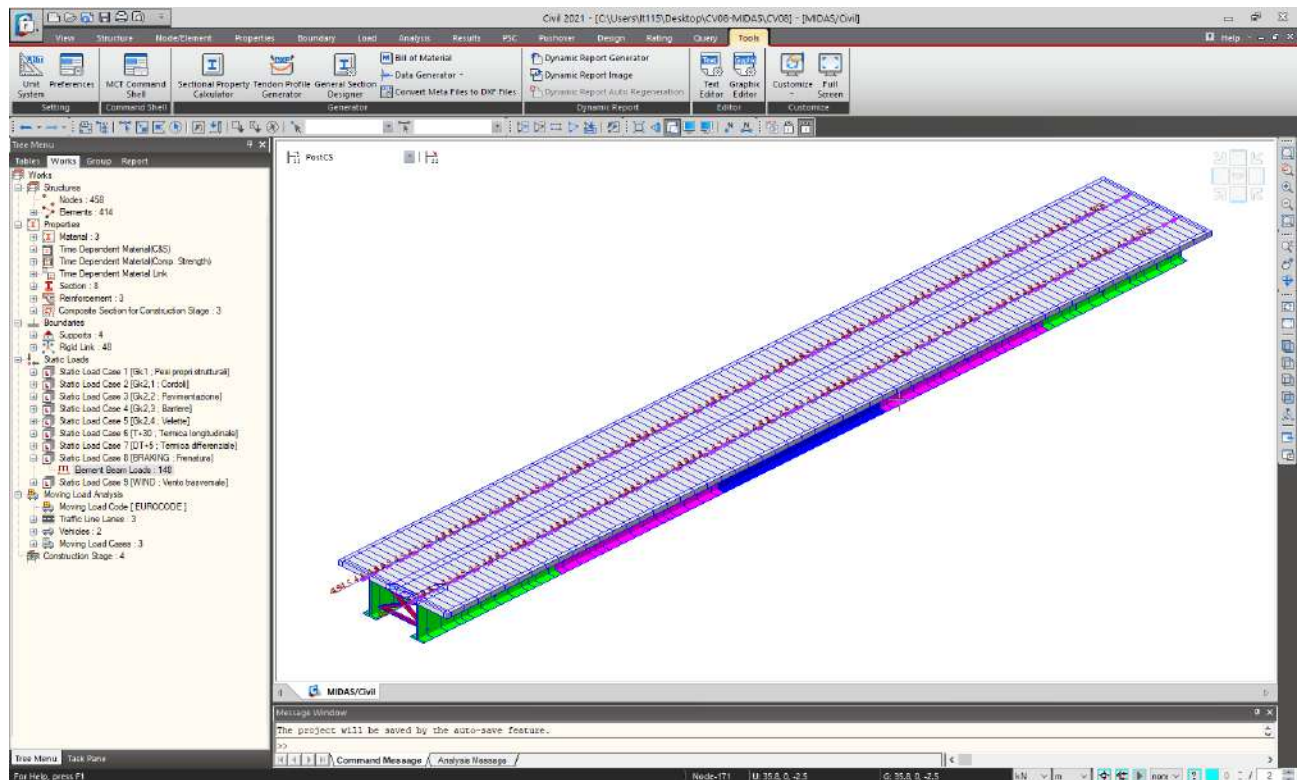 Civil 2021 - [C:\Users\lt115\Desktop\CV08-MIDAS\CV08] - [MIDAS/Civil]
View Structure Node/Element Properties Boundary Load Analysis Results PSC Pushover Design Rating Query Tools Help
Unit System
Preferences
Setting
MCT Command Shell
Command Shell
Sectional Property Calculator
Tendon Profile Generator
General Section Designer
Bill of Material
Data Generator
Convert Meta Files to DXF Files
Generator
Dynamic Report Generator
Dynamic Report Image
Dynamic Report Auto Regeneration
Dynamic Report
Text Editor
Graphic Editor
Editor
Customize
Full Screen
Customize
Tree Menu
Tables Works Group Report
PostCS
Works
Structures
Nodes : 458
Elements : 414
Properties
Material : 3
Time Dependent Material(C&S)
Time Dependent Material(Comp. Strength)
Time Dependent Material Link
Section : 8
Reinforcement : 3
Composite Section for Construction Stage : 3
Boundaries
Supports : 4
Rigid Link : 48
Static Loads
Static Load Case 1 [Gk1 ; Pesi propri strutturali]
Static Load Case 2 [Gk2,1 ; Cordoli]
Static Load Case 3 [Gk2,2 ; Pavimentazione]
Static Load Case 4 [Gk2,3 ; Barriere]
Static Load Case 5 [Gk2,4 ; Velette]
Static Load Case 6 [T+30 ; Termica longitudinale]
Static Load Case 7 [DT+5 ; Termica differenziale]
Static Load Case 8 [BRAKING ; Frenatura]
Element Beam Loads : 148
Static Load Case 9 [WIND ; Vento trasversale]
Moving Load Analysis
Moving Load Code [ EUROCODE ]
Traffic Line Lanes : 3
Vehicles : 2
Moving Load Cases : 3
Construction Stage : 4
MIDAS/Civil
Message Window
The project will be saved by the auto-save feature.
>>
Command Message Analysis Message
Tree Menu Task Pane
For Help, press F1
Node-171 U: 35.8, 0, -2.5 G: 35.8, 0, -2.5 kN m non 2